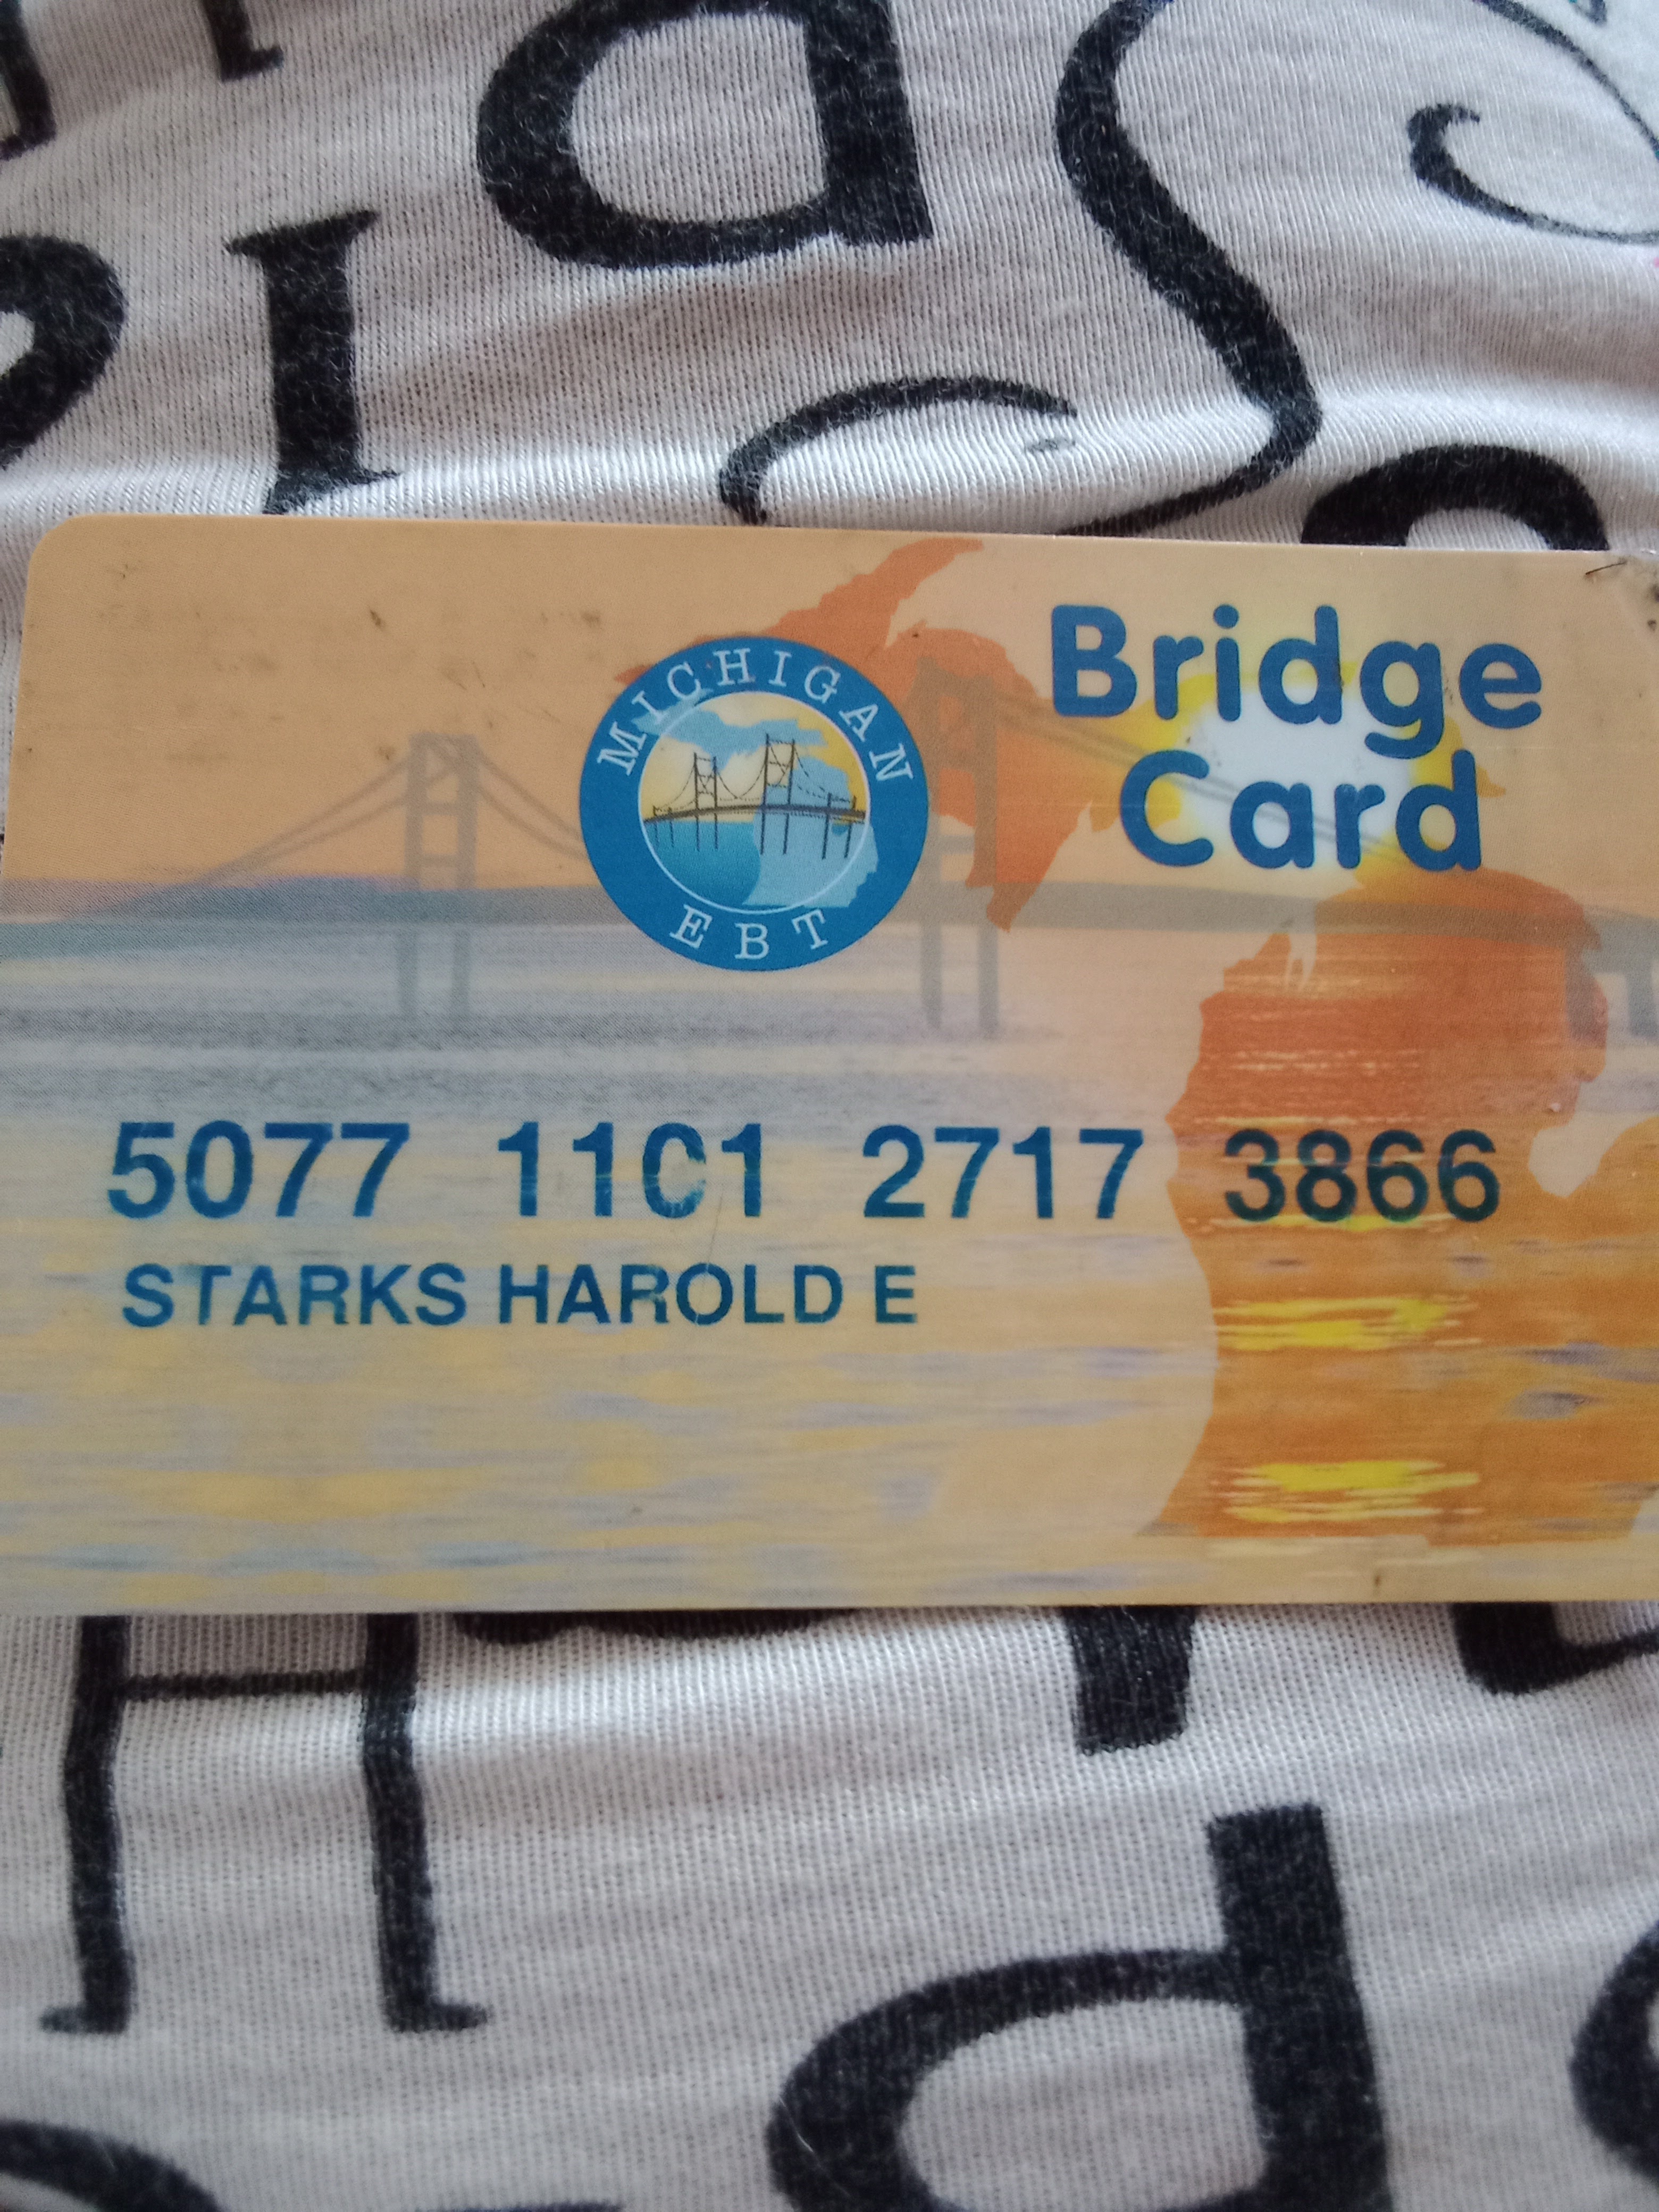 MICHIGAN
EBT
Bridge
Card
5077 1101 2717 3866
STARKS HAROLD E